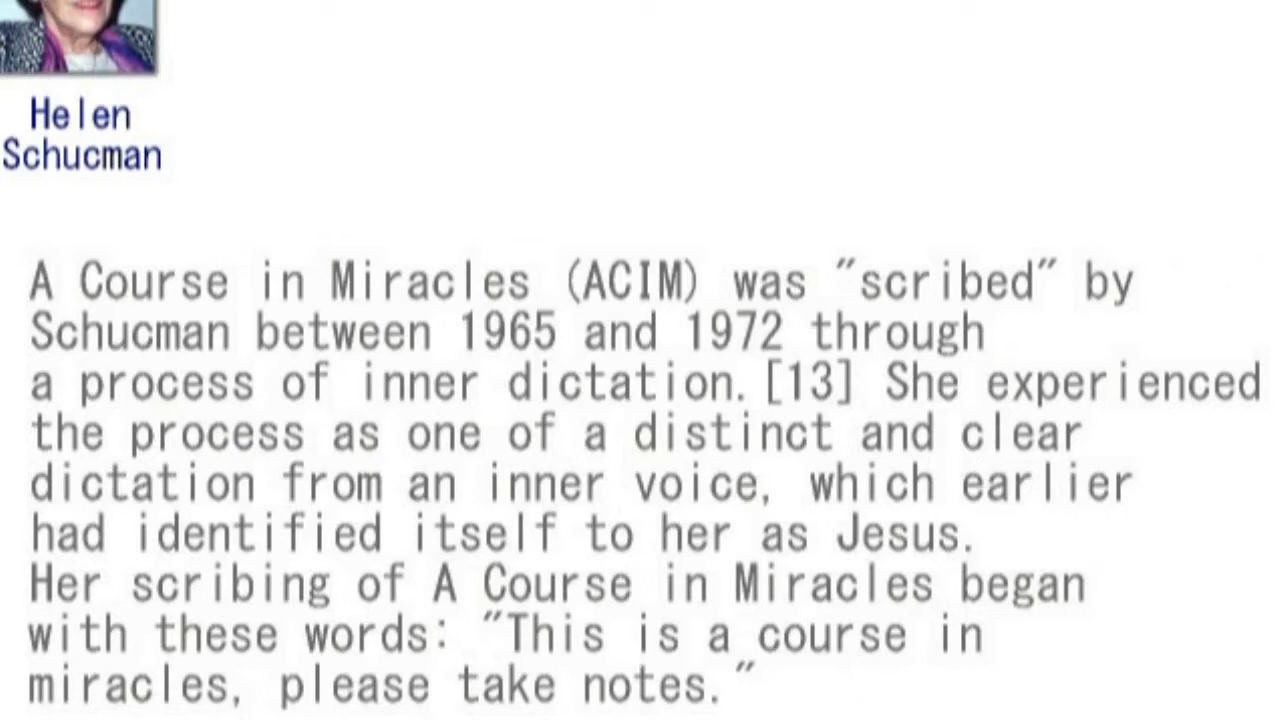 Helen
Schucman
A Course in Miracles (ACIM) was "scribed" by
Schucman between 1965 and 1972 through
a process of inner dictation.[13] She experienced
the process as one of a distinct and clear
dictation from an inner voice, which earlier
had identified itself to her as Jesus.
Her scribing of A Course in Miracles began
with these words: "This is a course in
miracles, please take notes."